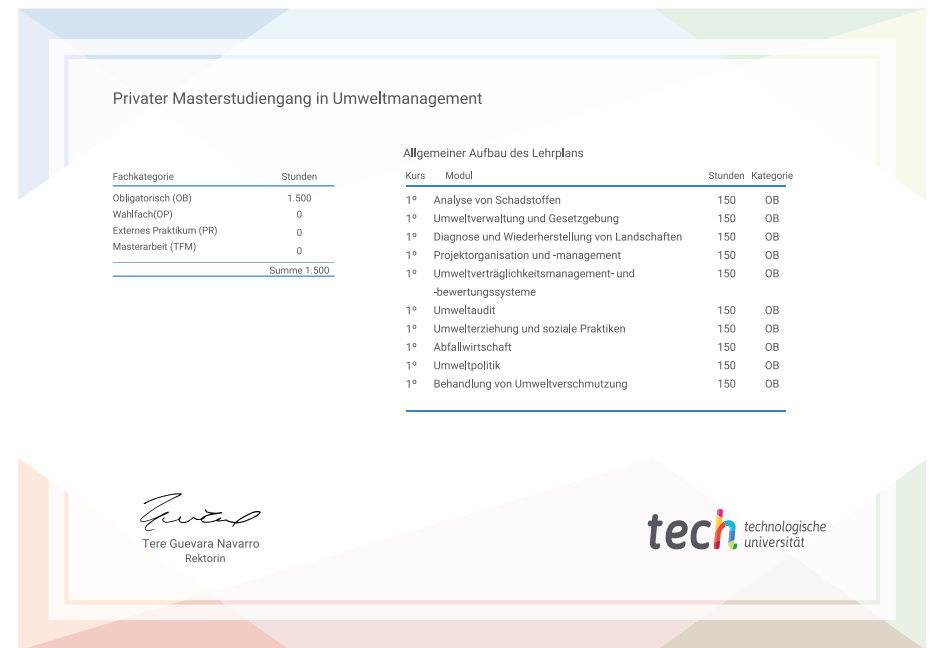 Privater Masterstudiengang in Umweltmanagement
Fachkategorie Stunden
Obligatorisch (OB) 1.500
Wahlfach(OP) 0
Externes Praktikum (PR) 0
Masterarbeit (TFM) 0
Summe 1.500
Allgemeiner Aufbau des Lehrplans
Kurs Modul Stunden Kategorie
1º Analyse von Schadstoffen 150 OB
1º Umweltverwaltung und Gesetzgebung 150 OB
1º Diagnose und Wiederherstellung von Landschaften 150 OB
1º Projektorganisation und -management 150 OB
1º Umweltverträglichkeitsmanagement- und 150 OB
-bewertungssysteme
1º Umweltaudit 150 OB
1º Umwelterziehung und soziale Praktiken 150 OB
1º Abfallwirtschaft 150 OB
1º Umweltpolitik 150 OB
1º Behandlung von Umweltverschmutzung 150 OB
Tere Guevara Navarro
Rektorin
tech technologische
universität